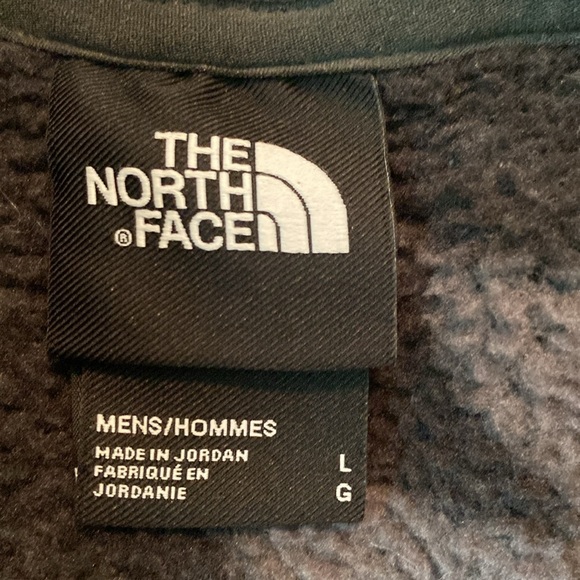 THE
NORTH
® FACE
MENS/HOMMES
MADE IN JORDAN
FABRIQUÉ EN
JORDANIE
L
G